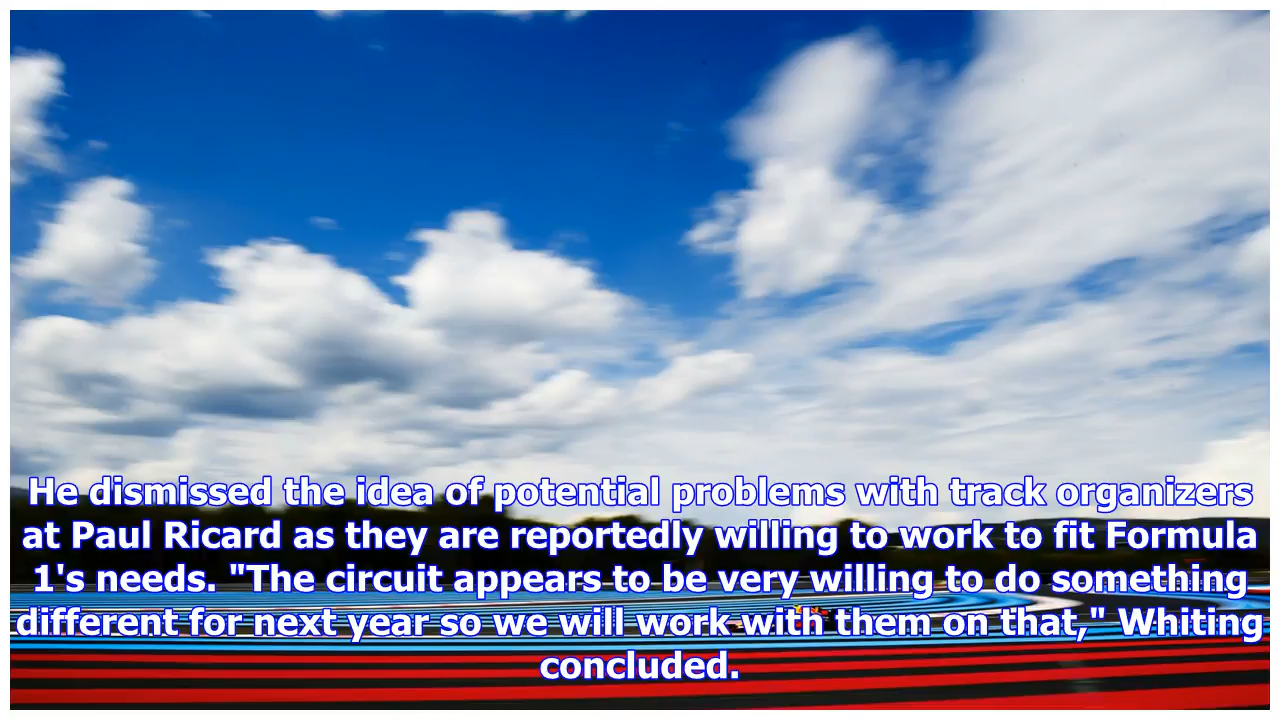 He dismissed the idea of potential problems with track organizers
at Paul Ricard as they are reportedly willing to work to fit Formula
1's needs. "The circuit appears to be very willing to do something
different for next year so we will work with them on that," Whiting
concluded.